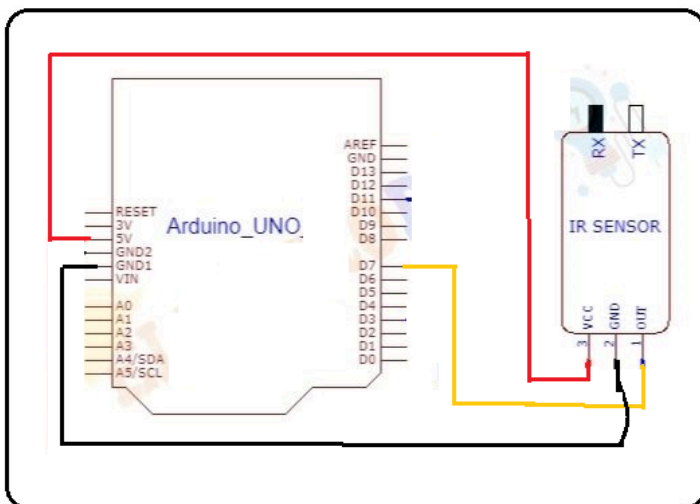 Arduino_UNO
RESET
3V
5V
GND2
GND1
VIN
A0
A1
A2
A3
A4/SDA
A5/SCL
AREF
GND
D13
D12
D11
D10
D9
D8
D7
D6
D5
D4
D3
D2
D1
D0
RX
TX
IR SENSOR
VCC
GND
OUT
3
2
1